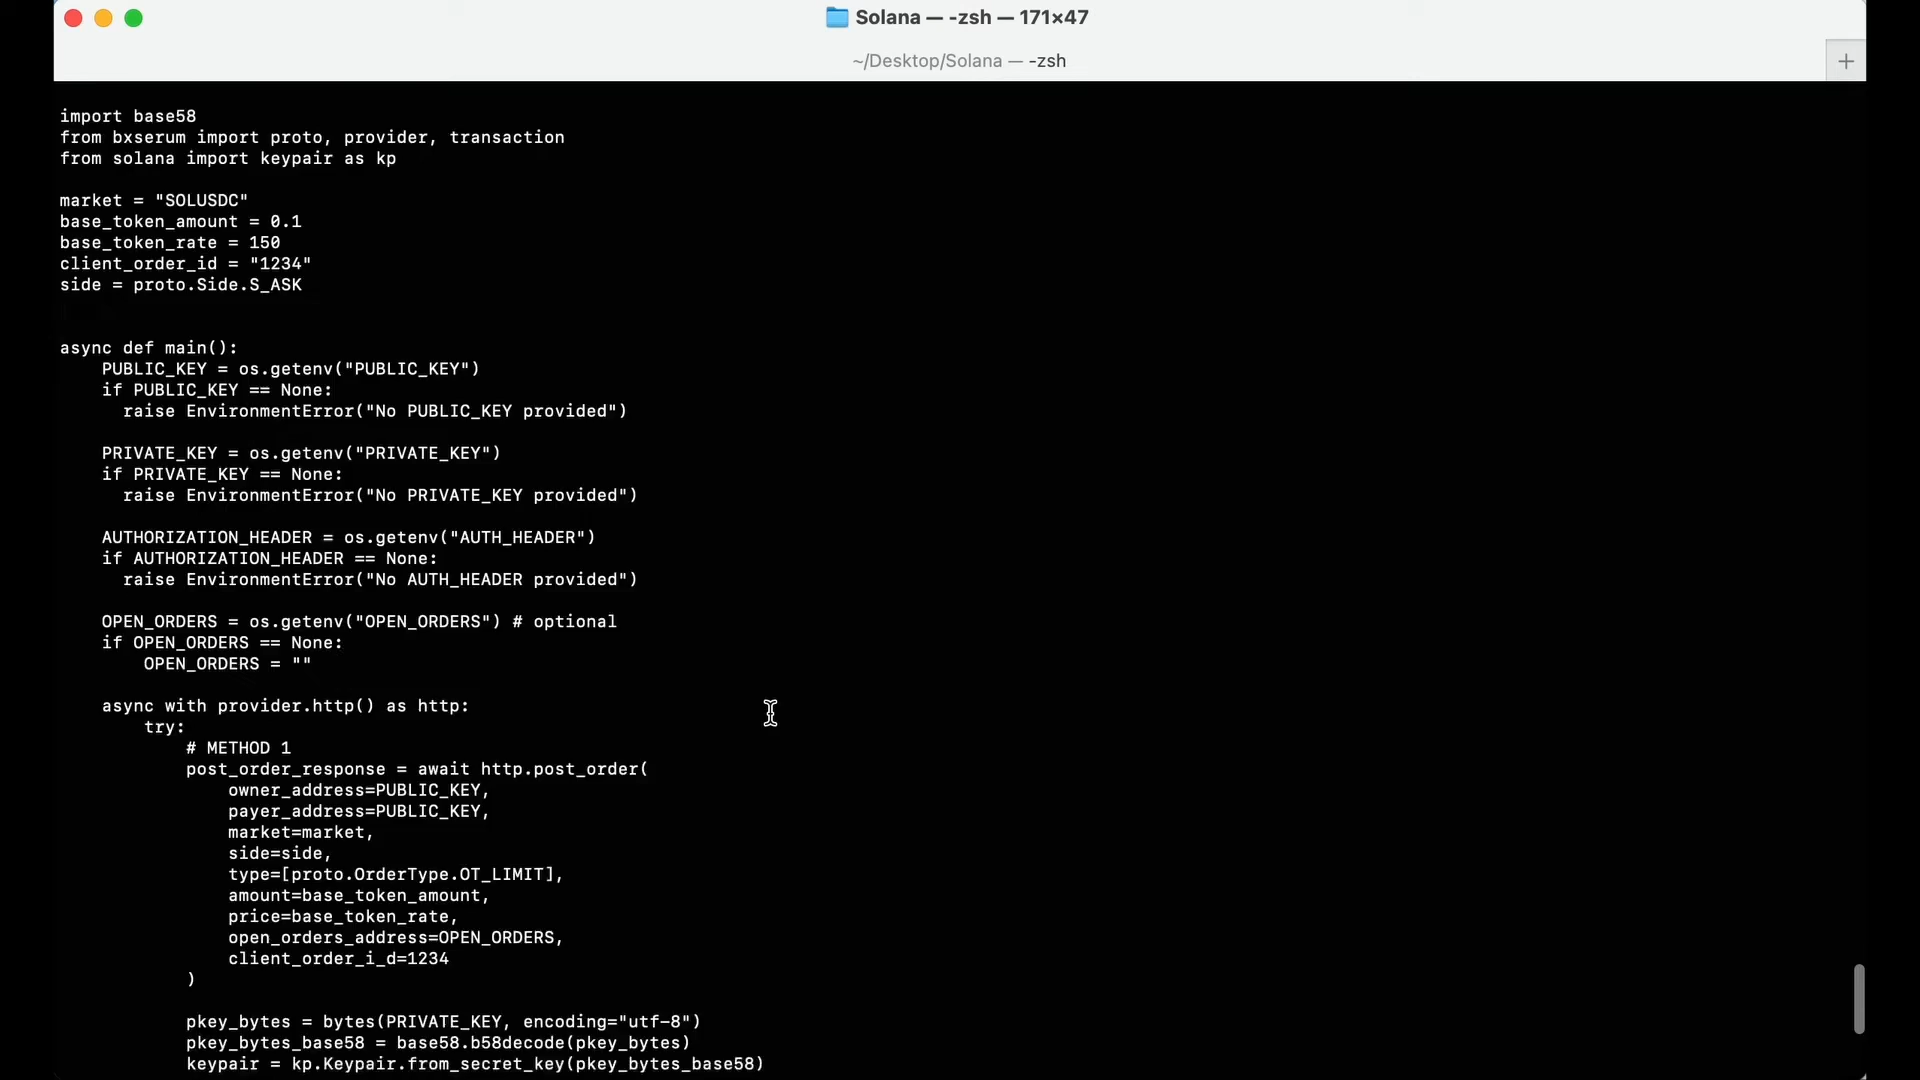 Solana — -zsh — 171×47
~/Desktop/Solana — -zsh
+
import base58
from bxserum import proto, provider, transaction
from solana import keypair as kp

market = "SOLUSDC"
base_token_amount = 0.1
base_token_rate = 150
client_order_id = "1234"
side = proto.Side.S_ASK


async def main():
    PUBLIC_KEY = os.getenv("PUBLIC_KEY")
    if PUBLIC_KEY == None:
      raise EnvironmentError("No PUBLIC_KEY provided")

    PRIVATE_KEY = os.getenv("PRIVATE_KEY")
    if PRIVATE_KEY == None:
      raise EnvironmentError("No PRIVATE_KEY provided")

    AUTHORIZATION_HEADER = os.getenv("AUTH_HEADER")
    if AUTHORIZATION_HEADER == None:
      raise EnvironmentError("No AUTH_HEADER provided")

    OPEN_ORDERS = os.getenv("OPEN_ORDERS") # optional
    if OPEN_ORDERS == None:
        OPEN_ORDERS = ""

    async with provider.http() as http:
        try:
            # METHOD 1
            post_order_response = await http.post_order(
                owner_address=PUBLIC_KEY,
                payer_address=PUBLIC_KEY,
                market=market,
                side=side,
                type=[proto.OrderType.OT_LIMIT],
                amount=base_token_amount,
                price=base_token_rate,
                open_orders_address=OPEN_ORDERS,
                client_order_i_d=1234
            )

            pkey_bytes = bytes(PRIVATE_KEY, encoding="utf-8")
            pkey_bytes_base58 = base58.b58decode(pkey_bytes)
            keypair = kp.Keypair.from_secret_key(pkey_bytes_base58)